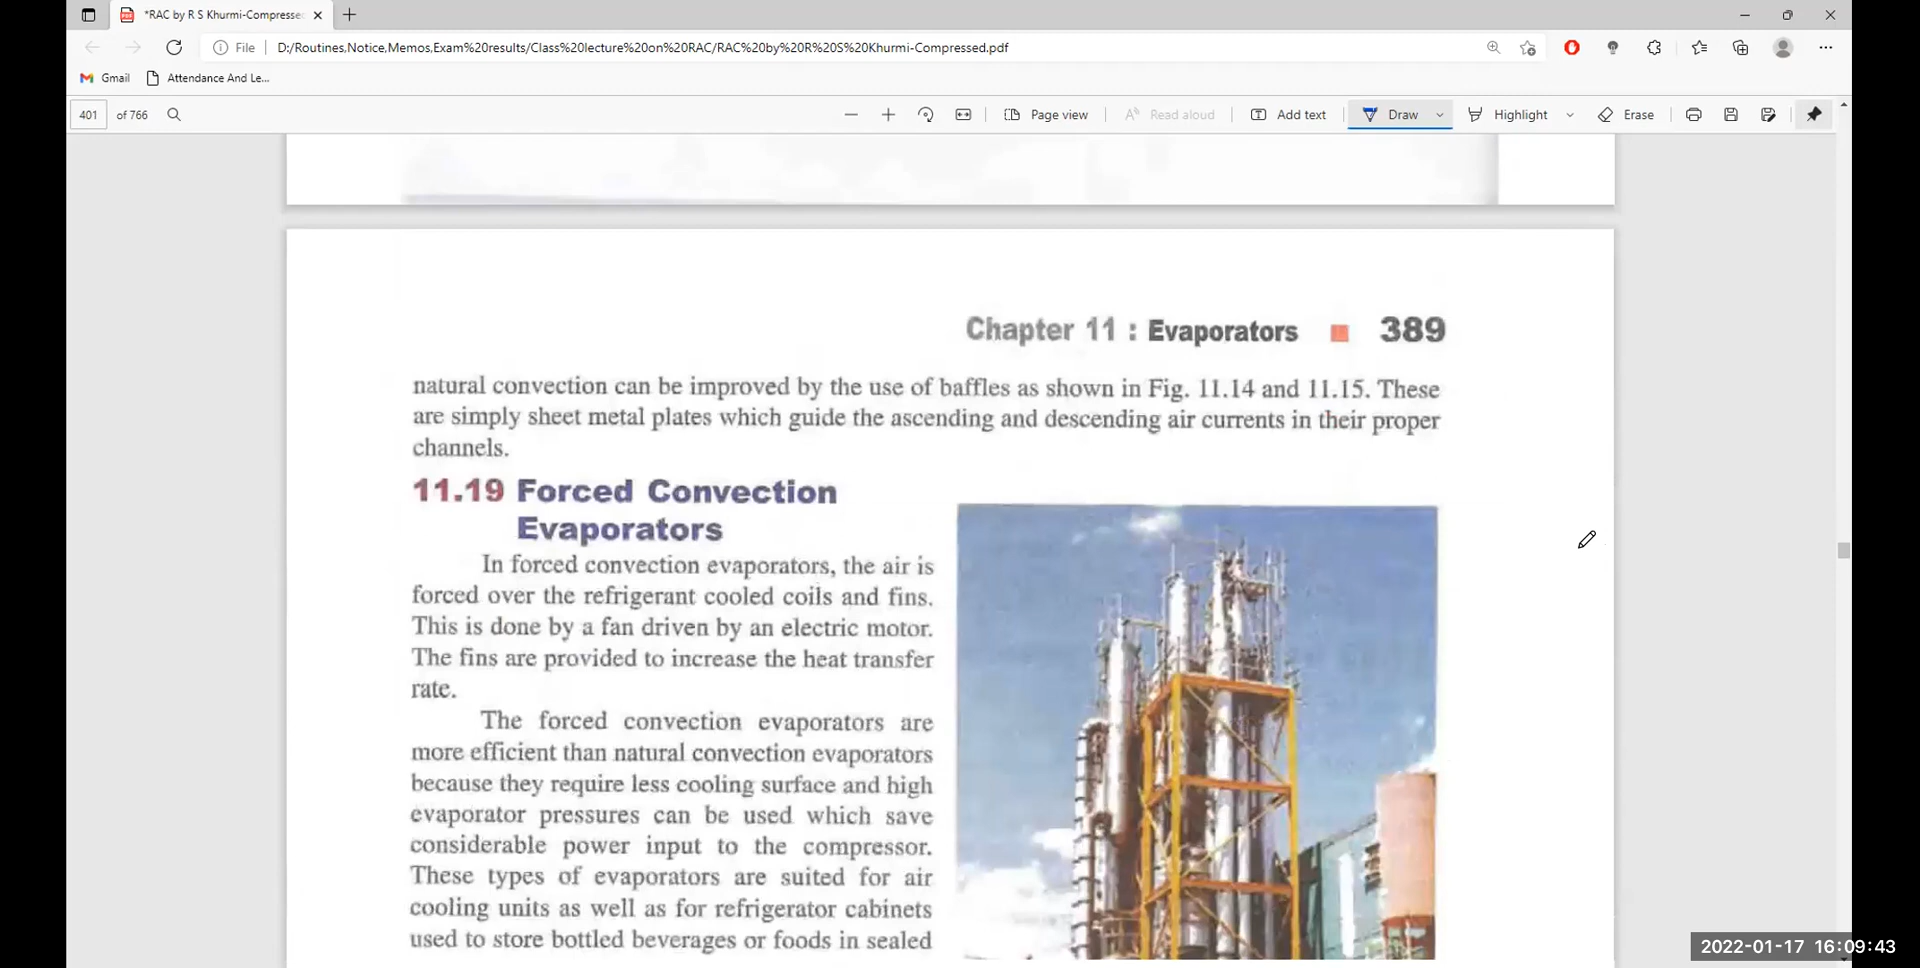 *RAC by R S Khurmi-Compresse
File D:/Routines,Notice,Memos,Exam%20results/Class%20lecture%20on%20RAC/RAC%20by%20R%20S%20Khurmi-Compressed.pdf
Gmail Attendance And Le...
401 of 766 Page view Read aloud Add text Draw Highlight Erase
Chapter 11 : Evaporators 389
natural convection can be improved by the use of baffles as shown in Fig. 11.14 and 11.15. These
are simply sheet metal plates which guide the ascending and descending air currents in their proper
channels.
11.19 Forced Convection
Evaporators
In forced convection evaporators, the air is
forced over the refrigerant cooled coils and fins.
This is done by a fan driven by an electric motor.
The fins are provided to increase the heat transfer
rate.
The forced convection evaporators are
more efficient than natural convection evaporators
because they require less cooling surface and high
evaporator pressures can be used which save
considerable power input to the compressor.
These types of evaporators are suited for air
cooling units as well as for refrigerator cabinets
used to store bottled beverages or foods in sealed
2022-01-17 16:09:43